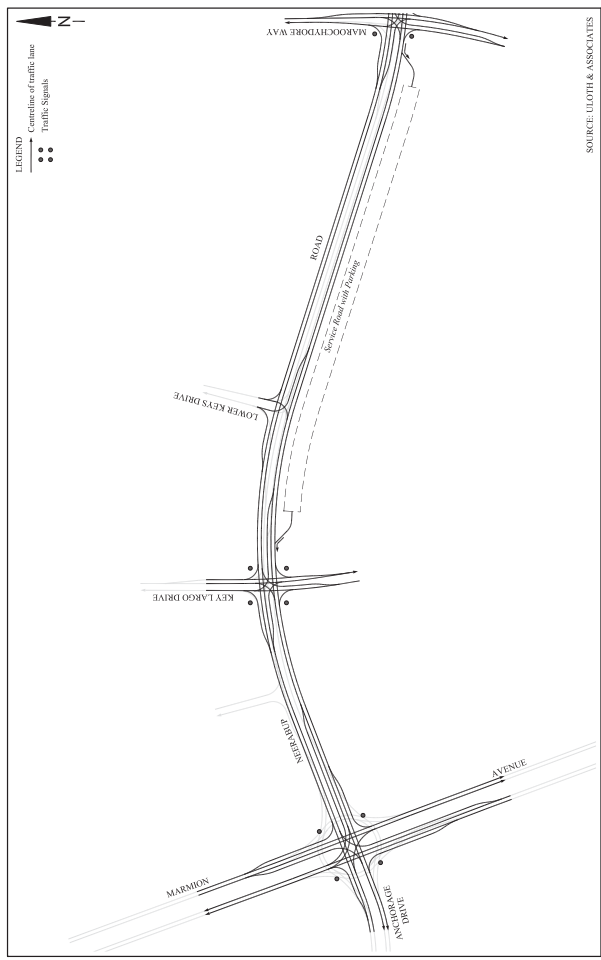 N
LEGEND
Centreline of traffic lane
Traffic Signals
MAROOCHYDORE WAY
SOURCE: ULOTH & ASSOCIATES
ROAD
Service Road with Parking
LOWER KEYS DRIVE
KEY LARGO DRIVE
NEERABUP
AVENUE
MARMION
ANCHORAGE
DRIVE